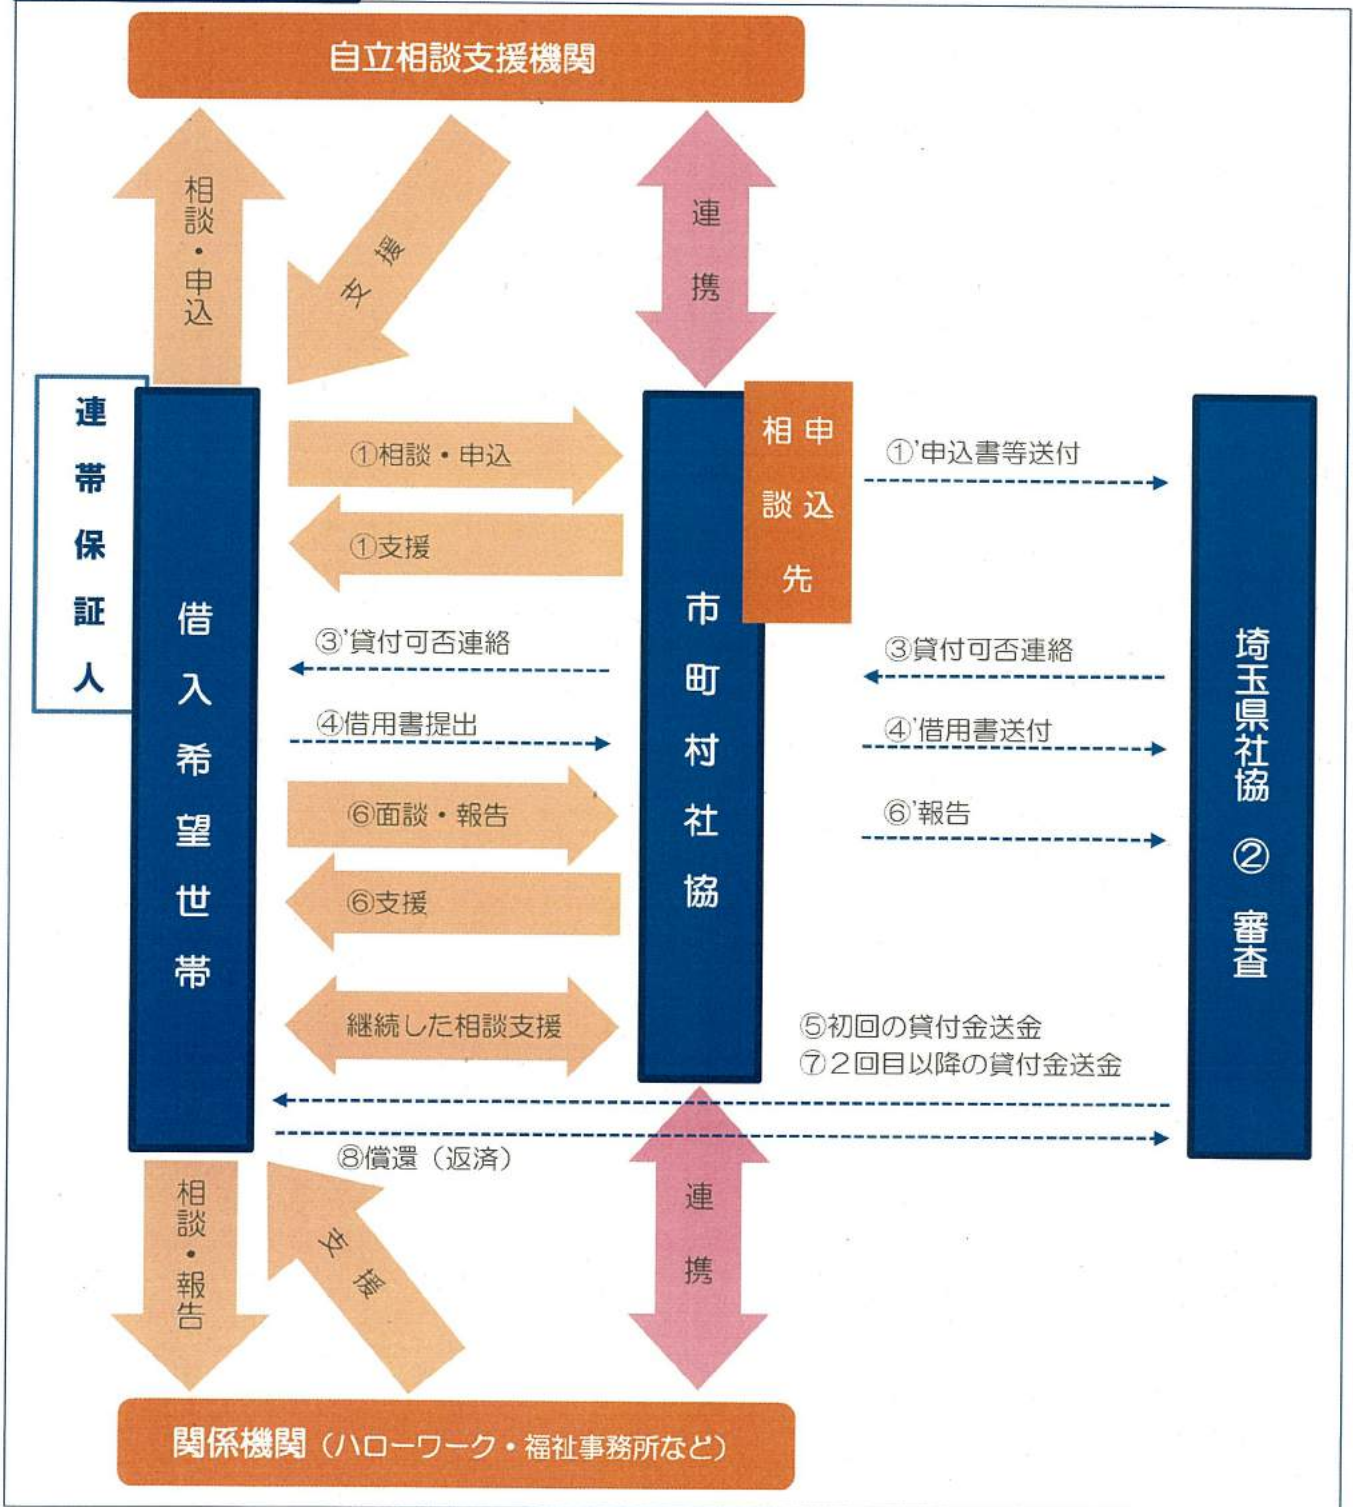 自立相談支援機関
相談・申込
支援
連携
連帯保証人
借入希望世帯
①相談・申込
①支援
③'貸付可否連絡
④借用書提出
⑥面談・報告
⑥支援
継続した相談支援
市町村社協
申込
相談
先
①'申込書等送付
③貸付可否連絡
④'借用書送付
⑥'報告
埼玉県社協 ② 審査
⑤初回の貸付金送金
⑦2回目以降の貸付金送金
⑧償還（返済）
相談・報告
支援
連携
関係機関（ハローワーク・福祉事務所など）